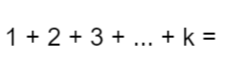 1 + 2 + 3 + ... + k =